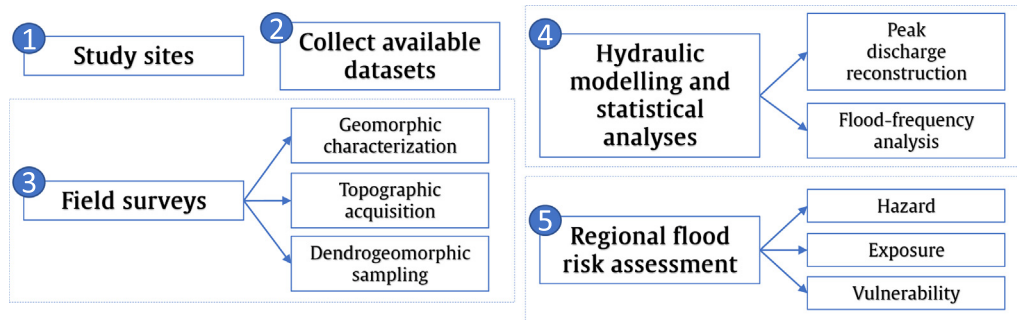 1
Study sites
2
Collect available
datasets
3
Field surveys
Geomorphic
characterization
Topographic
acquisition
Dendrogeomorphic
sampling
4
Hydraulic
modelling and
statistical
analyses
Peak
discharge
reconstruction
Flood-frequency
analysis
5
Regional flood
risk assessment
Hazard
Exposure
Vulnerability